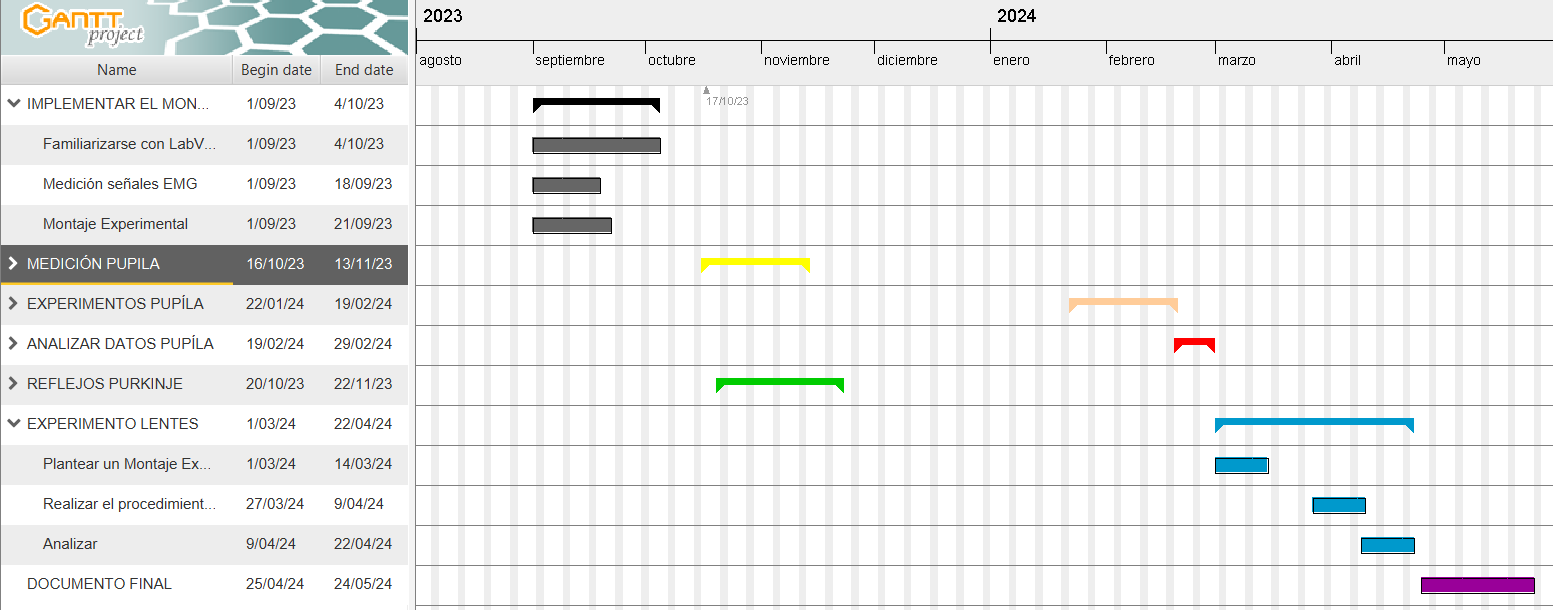 GANTT
project
2023
2024
Name
Begin date
End date
agosto
septiembre
octubre
noviembre
diciembre
enero
febrero
marzo
abril
mayo
IMPLEMENTAR EL MON... 1/09/23 4/10/23
17/10/23
Familiarizarse con LabV... 1/09/23 4/10/23
Medición señales EMG 1/09/23 18/09/23
Montaje Experimental 1/09/23 21/09/23
MEDICIÓN PUPILA 16/10/23 13/11/23
EXPERIMENTOS PUPÍLA 22/01/24 19/02/24
ANALIZAR DATOS PUPÍLA 19/02/24 29/02/24
REFLEJOS PURKINJE 20/10/23 22/11/23
EXPERIMENTO LENTES 1/03/24 22/04/24
Plantear un Montaje Ex... 1/03/24 14/03/24
Realizar el procedimient... 27/03/24 9/04/24
Analizar 9/04/24 22/04/24
DOCUMENTO FINAL 25/04/24 24/05/24